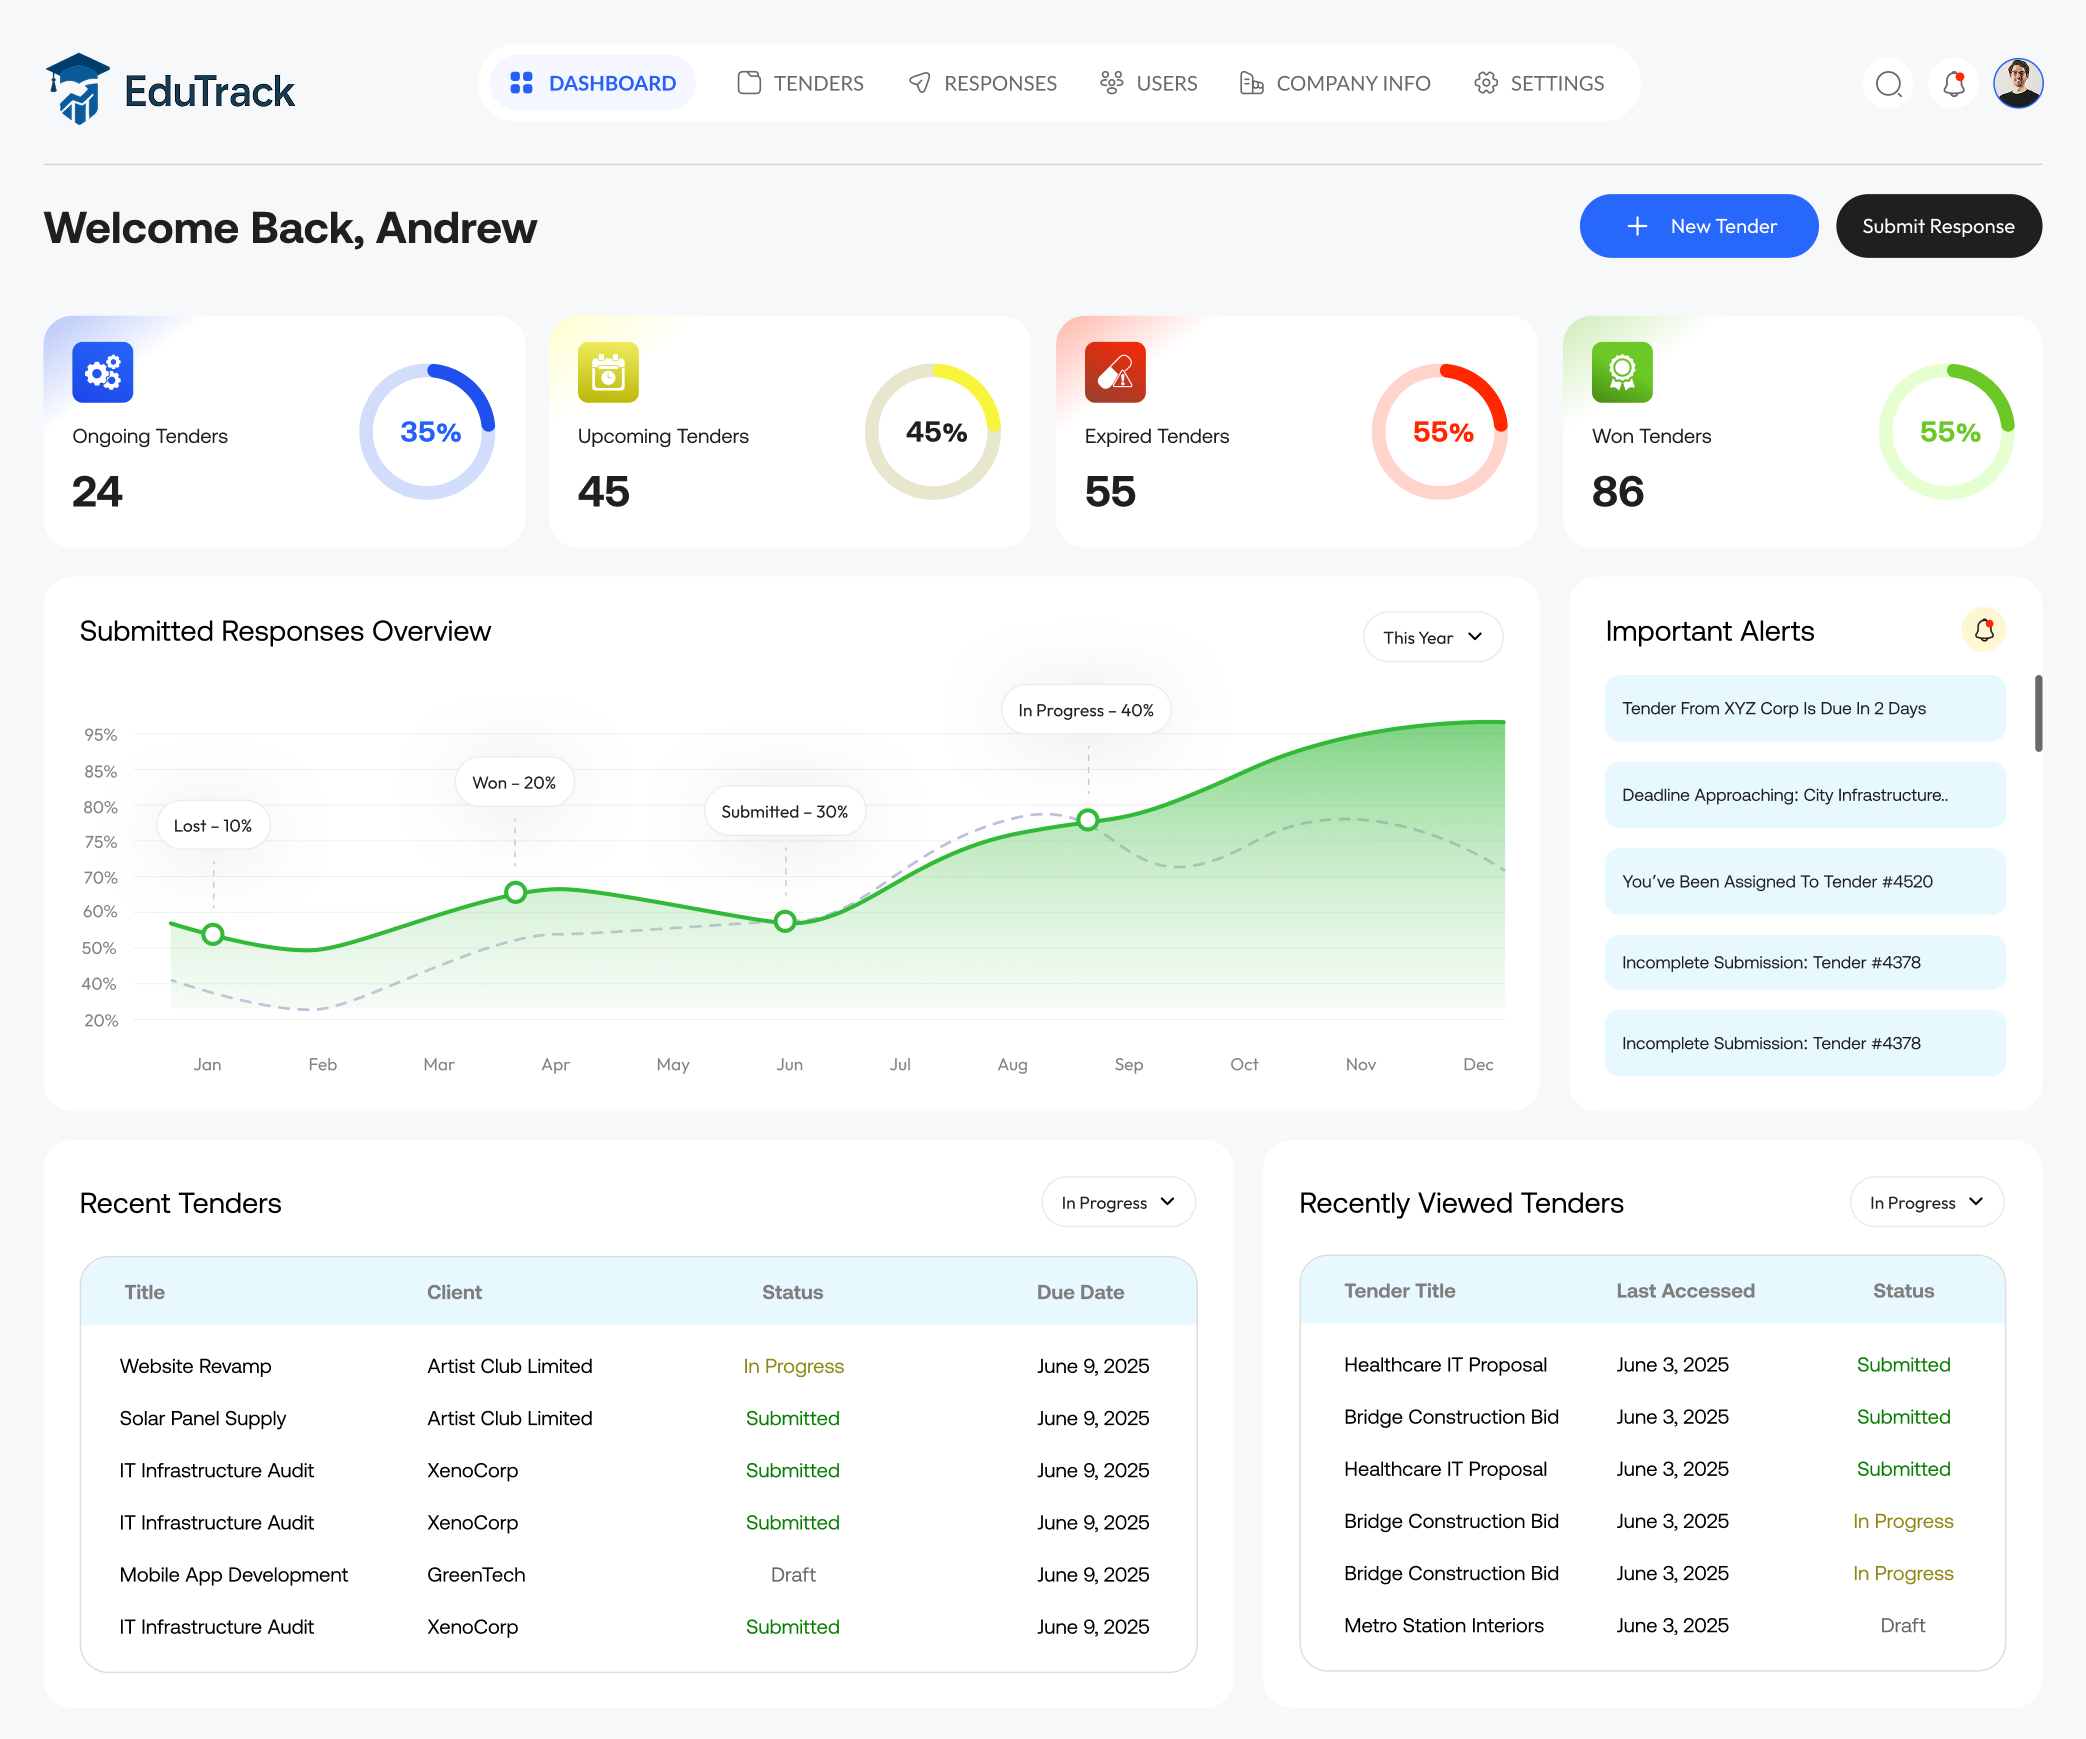 EduTrack
DASHBOARD
TENDERS
RESPONSES
USERS
COMPANY INFO
SETTINGS
Welcome Back, Andrew
New Tender
Submit Response
Ongoing Tenders
24
35%
Upcoming Tenders
45
45%
Expired Tenders
55
55%
Won Tenders
86
55%
Submitted Responses Overview
This Year
95%
85%
80%
75%
70%
60%
50%
40%
20%
Lost – 10%
Won – 20%
Submitted – 30%
In Progress – 40%
Jan Feb Mar Apr May Jun Jul Aug Sep Oct Nov Dec
Important Alerts
Tender From XYZ Corp Is Due In 2 Days
Deadline Approaching: City Infrastructure..
You’ve Been Assigned To Tender #4520
Incomplete Submission: Tender #4378
Incomplete Submission: Tender #4378
Recent Tenders
In Progress
Title Client Status Due Date
Website Revamp Artist Club Limited In Progress June 9, 2025
Solar Panel Supply Artist Club Limited Submitted June 9, 2025
IT Infrastructure Audit XenoCorp Submitted June 9, 2025
IT Infrastructure Audit XenoCorp Submitted June 9, 2025
Mobile App Development GreenTech Draft June 9, 2025
IT Infrastructure Audit XenoCorp Submitted June 9, 2025
Recently Viewed Tenders
In Progress
Tender Title Last Accessed Status
Healthcare IT Proposal June 3, 2025 Submitted
Bridge Construction Bid June 3, 2025 Submitted
Healthcare IT Proposal June 3, 2025 Submitted
Bridge Construction Bid June 3, 2025 In Progress
Bridge Construction Bid June 3, 2025 In Progress
Metro Station Interiors June 3, 2025 Draft